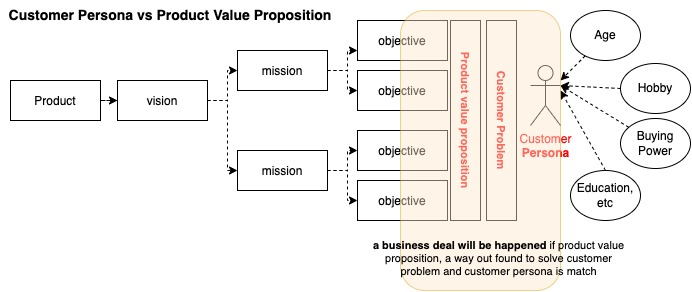 Customer Persona vs Product Value Proposition
Product
vision
mission
mission
objective
objective
objective
objective
Product value proposition
Customer Problem
Customer
Persona
Age
Hobby
Buying
Power
Education,
etc
a business deal will be happened if product value
proposition, a way out found to solve customer
problem and customer persona is match